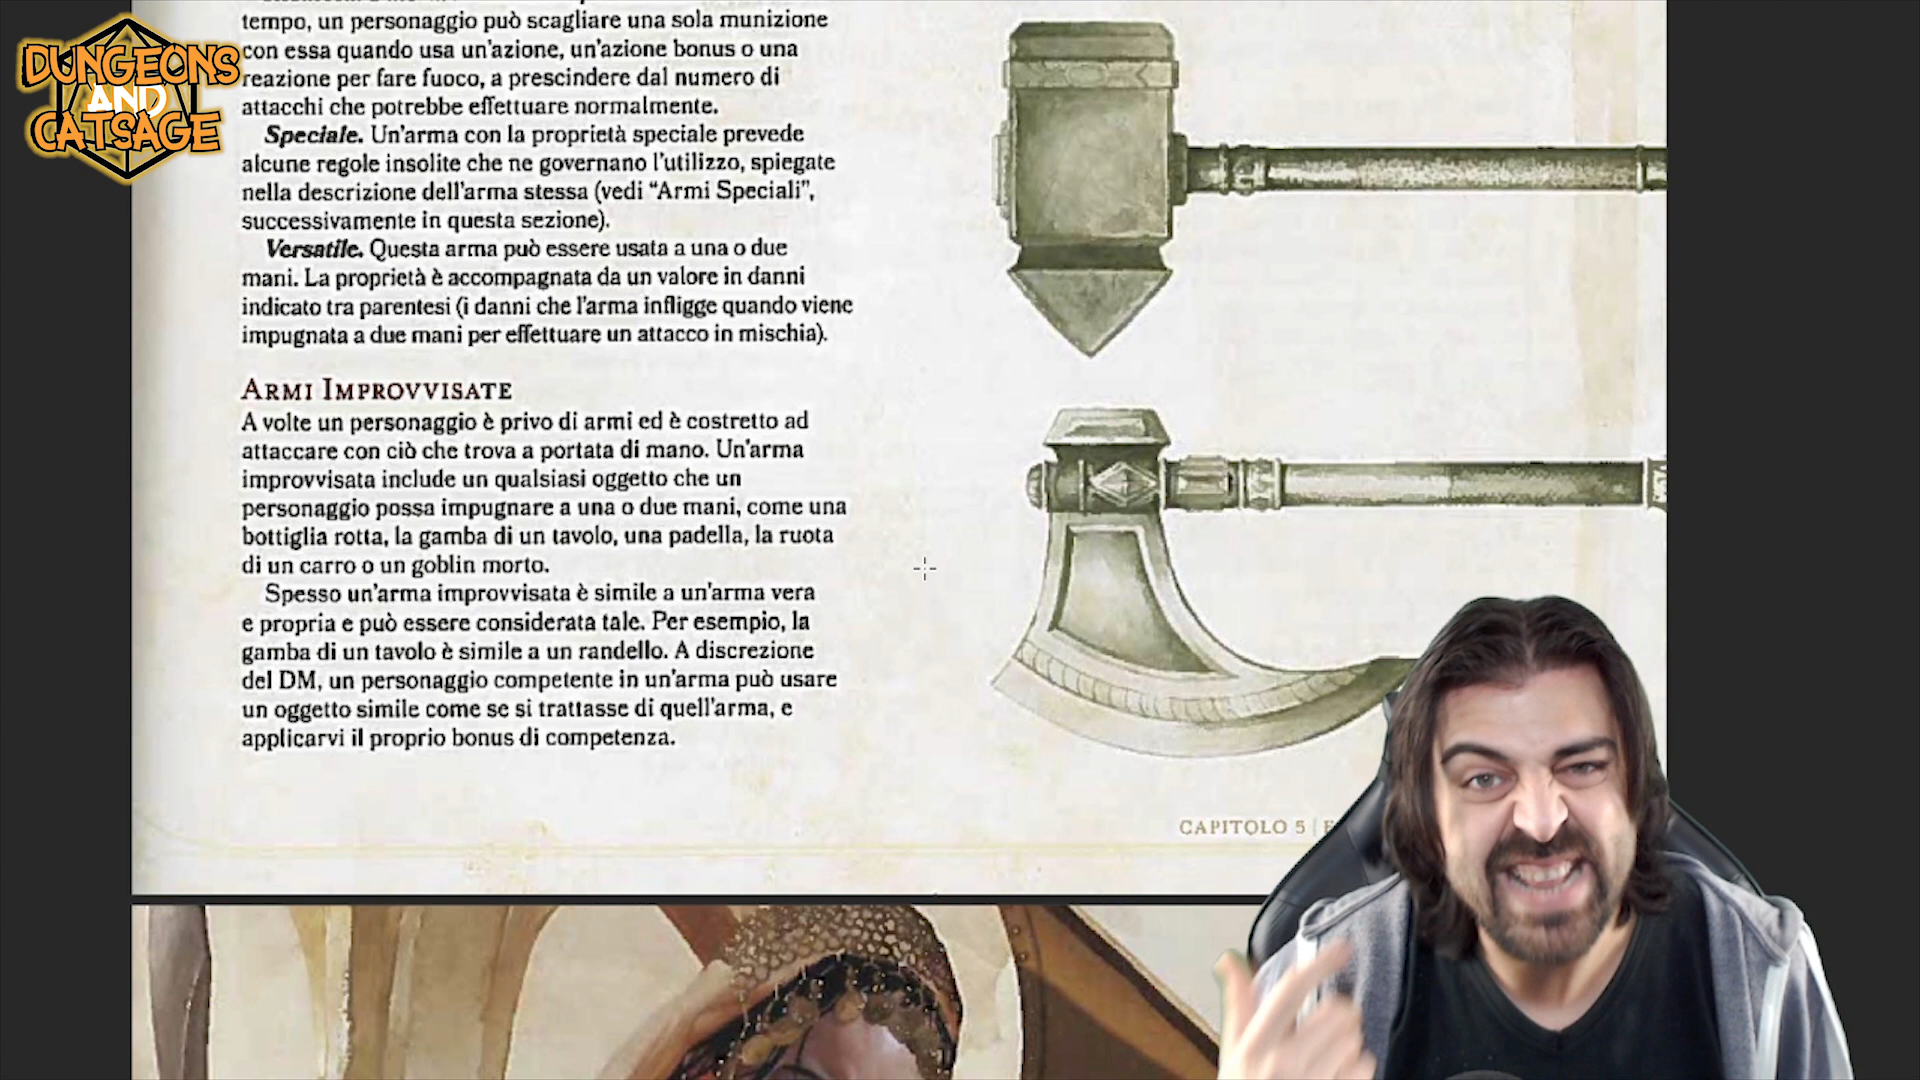 DUNGEONS
AND
CATSAGE
tempo, un personaggio può scagliare una sola munizione
con essa quando usa un'azione, un'azione bonus o una
reazione per fare fuoco, a prescindere dal numero di
attacchi che potrebbe effettuare normalmente.
Speciale. Un'arma con la proprietà speciale prevede
alcune regole insolite che ne governano l'utilizzo, spiegate
nella descrizione dell'arma stessa (vedi “Armi Speciali”,
successivamente in questa sezione).
Versatile. Questa arma può essere usata a una o due
mani. La proprietà è accompagnata da un valore in danni
indicato tra parentesi (i danni che l'arma infligge quando viene
impugnata a due mani per effettuare un attacco in mischia).
ARMI IMPROVVISATE
A volte un personaggio è privo di armi ed è costretto ad
attaccare con ciò che trova a portata di mano. Un'arma
improvvisata include un qualsiasi oggetto che un
personaggio possa impugnare a una o due mani, come una
bottiglia rotta, la gamba di un tavolo, una padella, la ruota
di un carro o un goblin morto.
Spesso un'arma improvvisata è simile a un'arma vera
e propria e può essere considerata tale. Per esempio, la
gamba di un tavolo è simile a un randello. A discrezione
del DM, un personaggio competente in un'arma può usare
un oggetto simile come se si trattasse di quell'arma, e
applicarvi il proprio bonus di competenza.
CAPITOLO 5 |